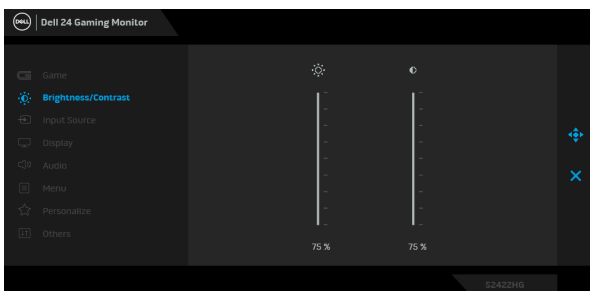 DELL
Dell 24 Gaming Monitor
Game
Brightness/Contrast
Input Source
Display
Audio
Menu
Personalize
Others
75 %
75 %
S2422HG